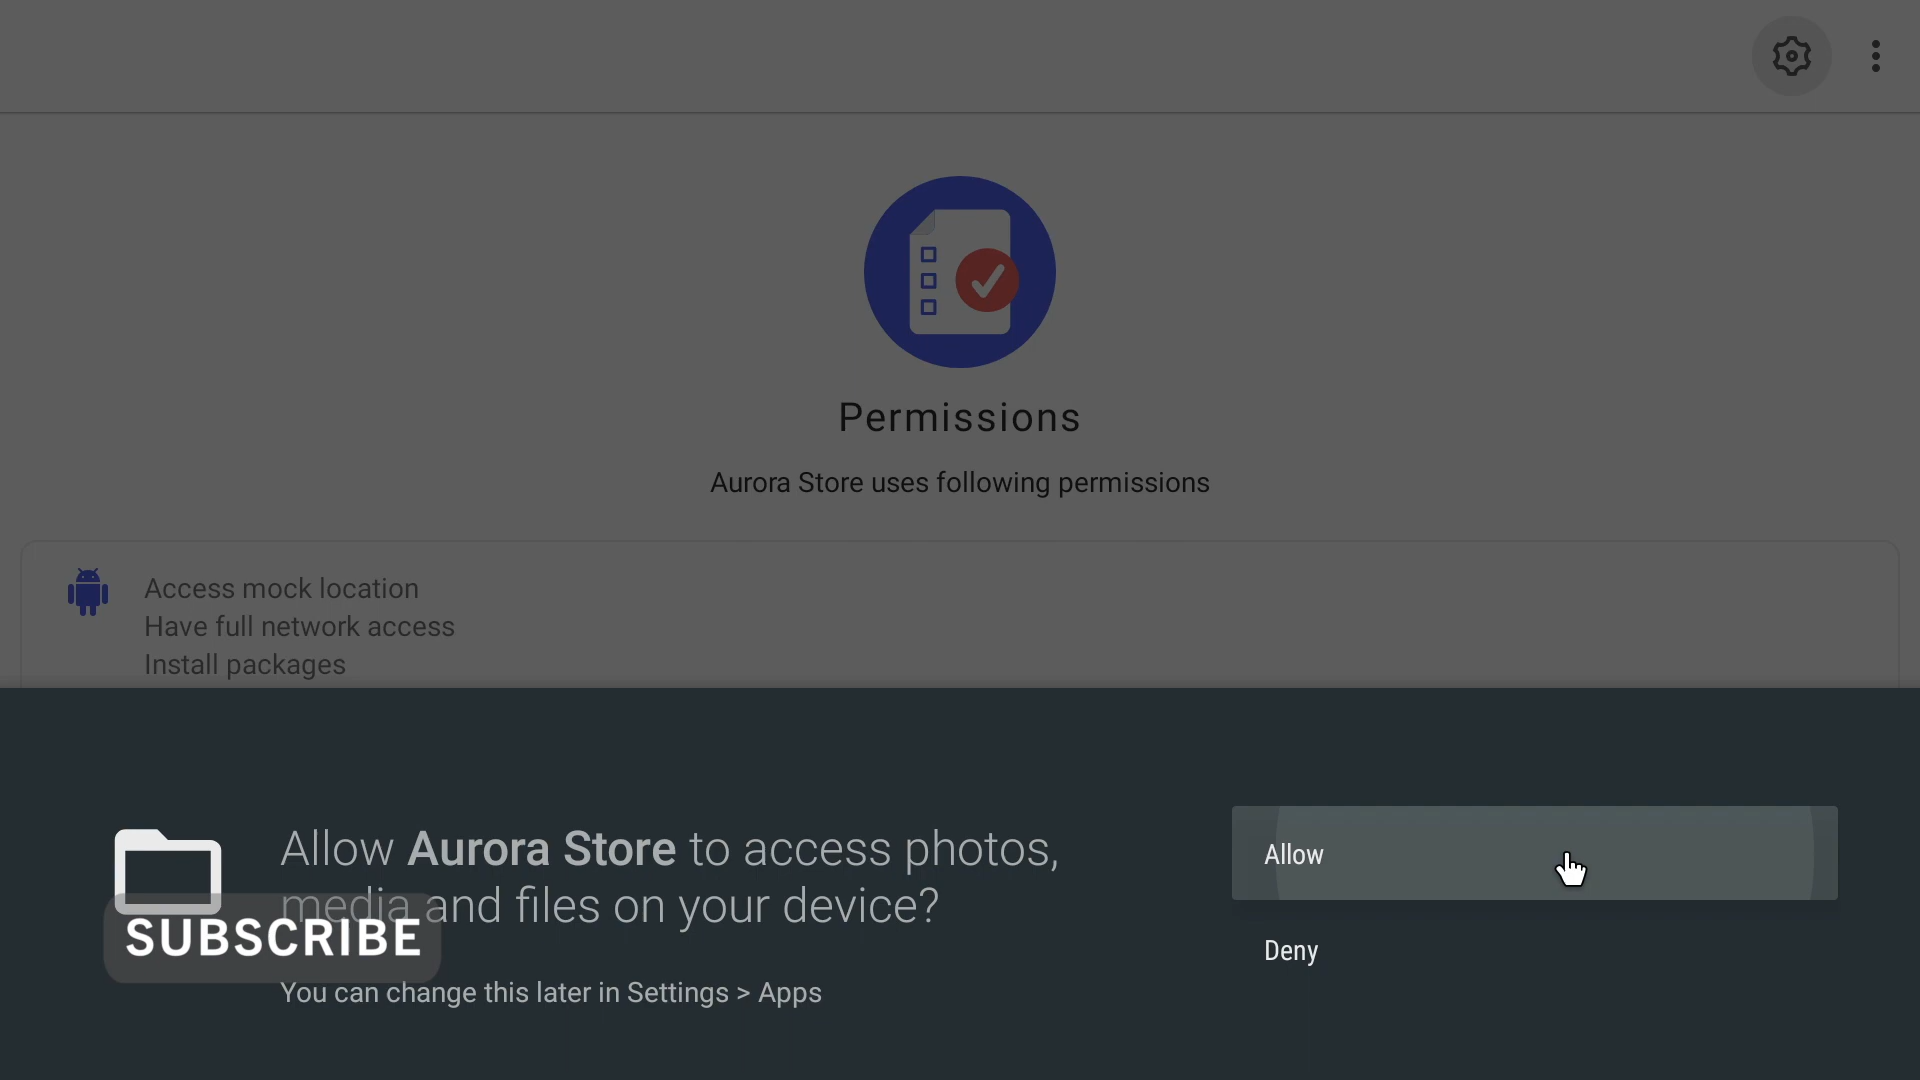 Permissions
Aurora Store uses following permissions
Access mock location
Have full network access
Install packages
Allow Aurora Store to access photos,
media and files on your device?
SUBSCRIBE
You can change this later in Settings > Apps
Allow
Deny